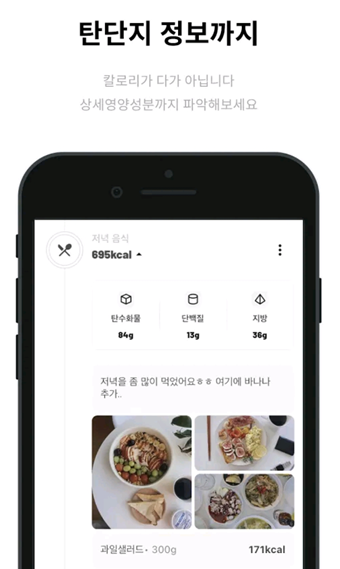 탄단지 정보까지
칼로리가 다가 아닙니다
상세영양성분까지 파악해보세요
저녁 음식
695kcal
탄수화물 단백질 지방
84g 13g 36g
저녁을 좀 많이 먹었어요ㅎㅎ 여기에 바나나
추가..
과일샐러드• 300g 171kcal